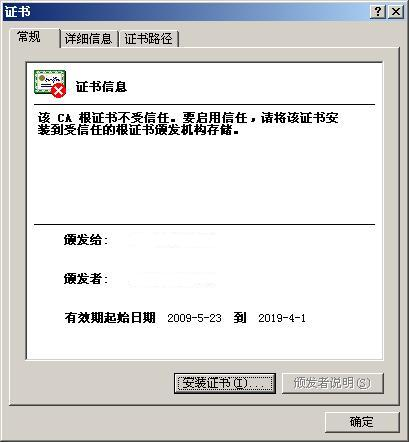 证书
常规 详细信息 证书路径
证书信息
该 CA 根证书不受信任。要启用信任，请将该证书安
装到受信任的根证书颁发机构存储。
颁发给:
颁发者:
有效期起始日期 2009-5-23 到 2019-4-1
安装证书(I)... 颁发者说明(S)
确定